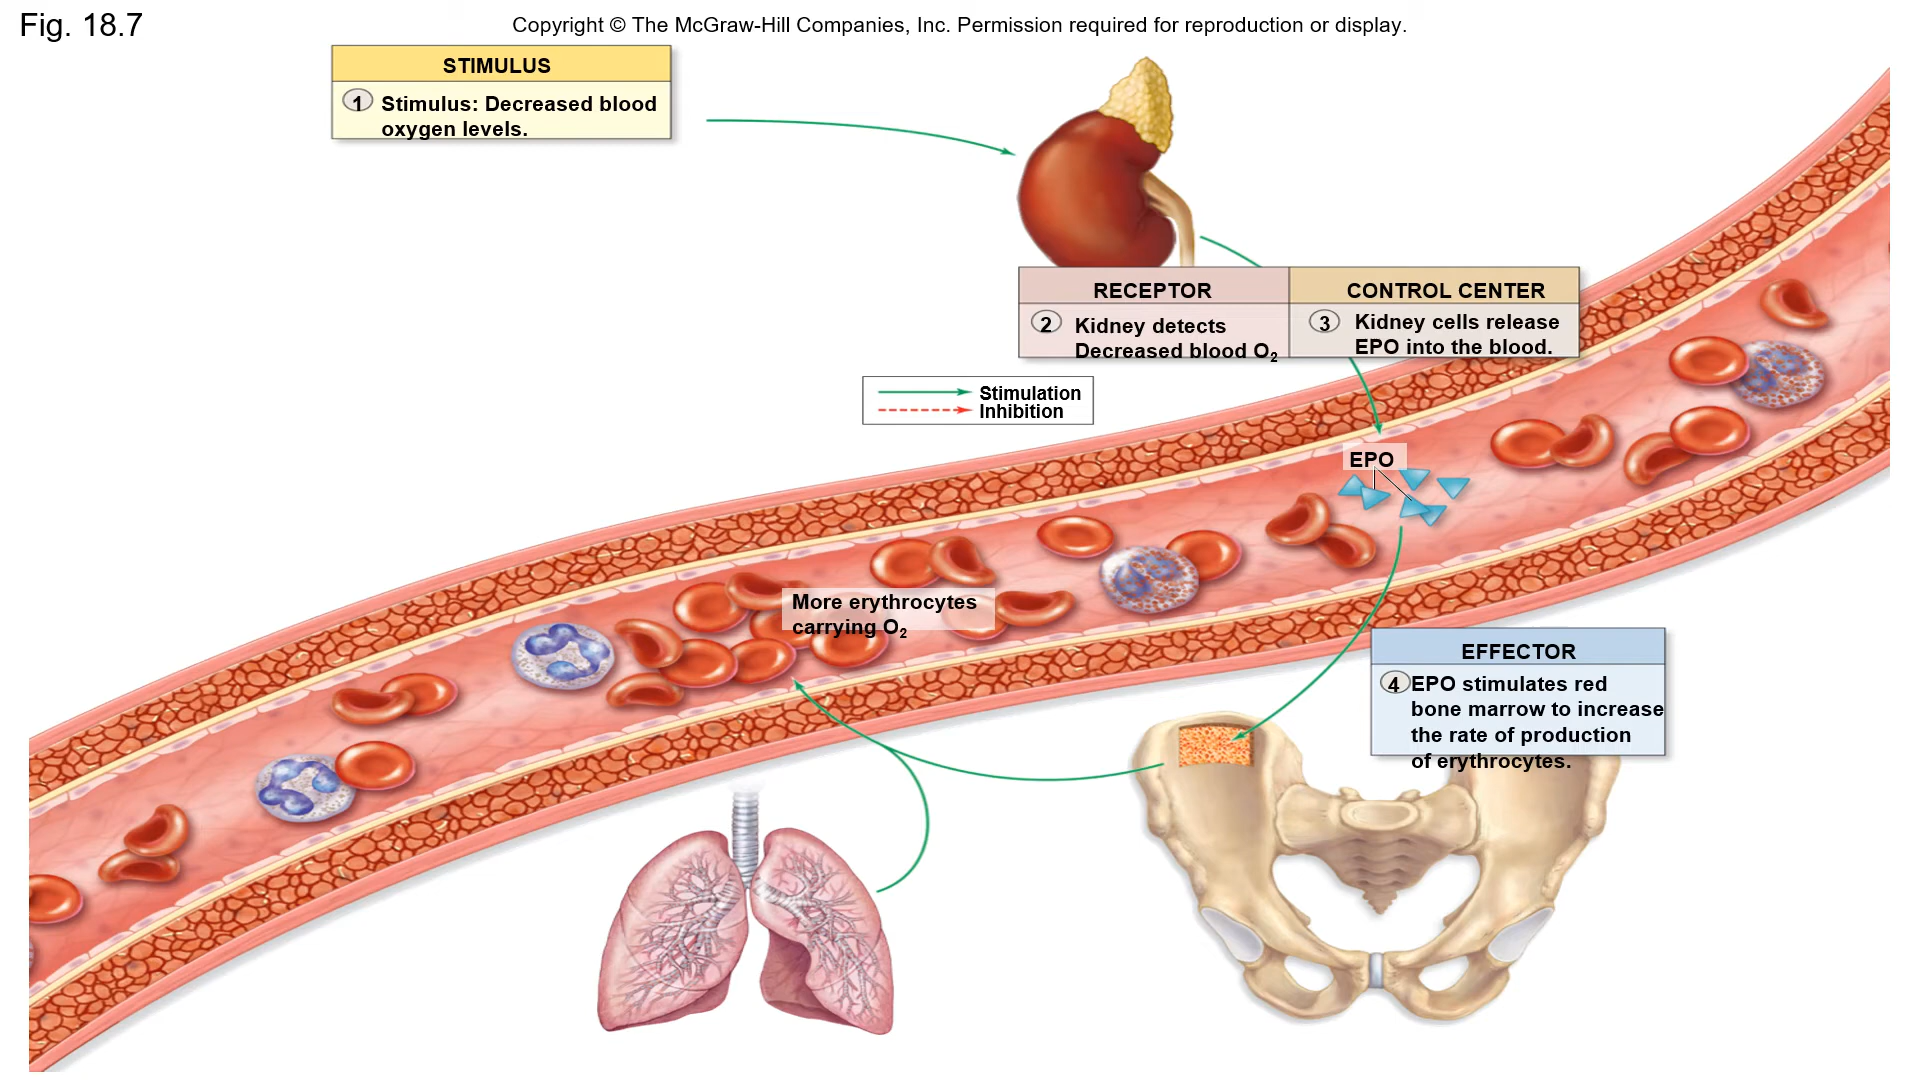 Fig. 18.7
Copyright © The McGraw-Hill Companies, Inc. Permission required for reproduction or display.
STIMULUS
1 Stimulus: Decreased blood
oxygen levels.
RECEPTOR
2 Kidney detects
Decreased blood O₂
CONTROL CENTER
3 Kidney cells release
EPO into the blood.
Stimulation
Inhibition
EPO
More erythrocytes
carrying O₂
EFFECTOR
4 EPO stimulates red
bone marrow to increase
the rate of production
of erythrocytes.